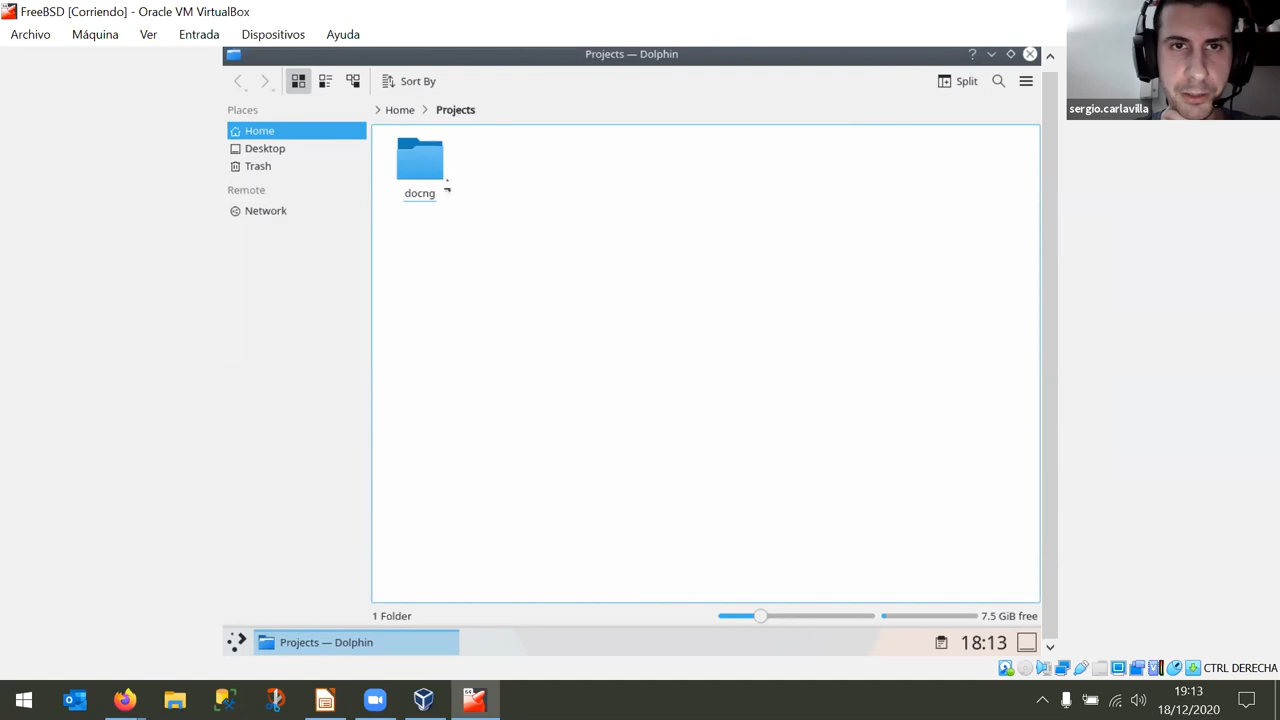 FreeBSD [Corriendo] - Oracle VM VirtualBox
Archivo Máquina Ver Entrada Dispositivos Ayuda
Projects — Dolphin
Sort By
Split
Places
Home
Desktop
Trash
Remote
Network
Home Projects
docng
1 Folder
7.5 GiB free
Projects — Dolphin
18:13
sergio.carlavilla
CTRL DERECHA
19:13
18/12/2020